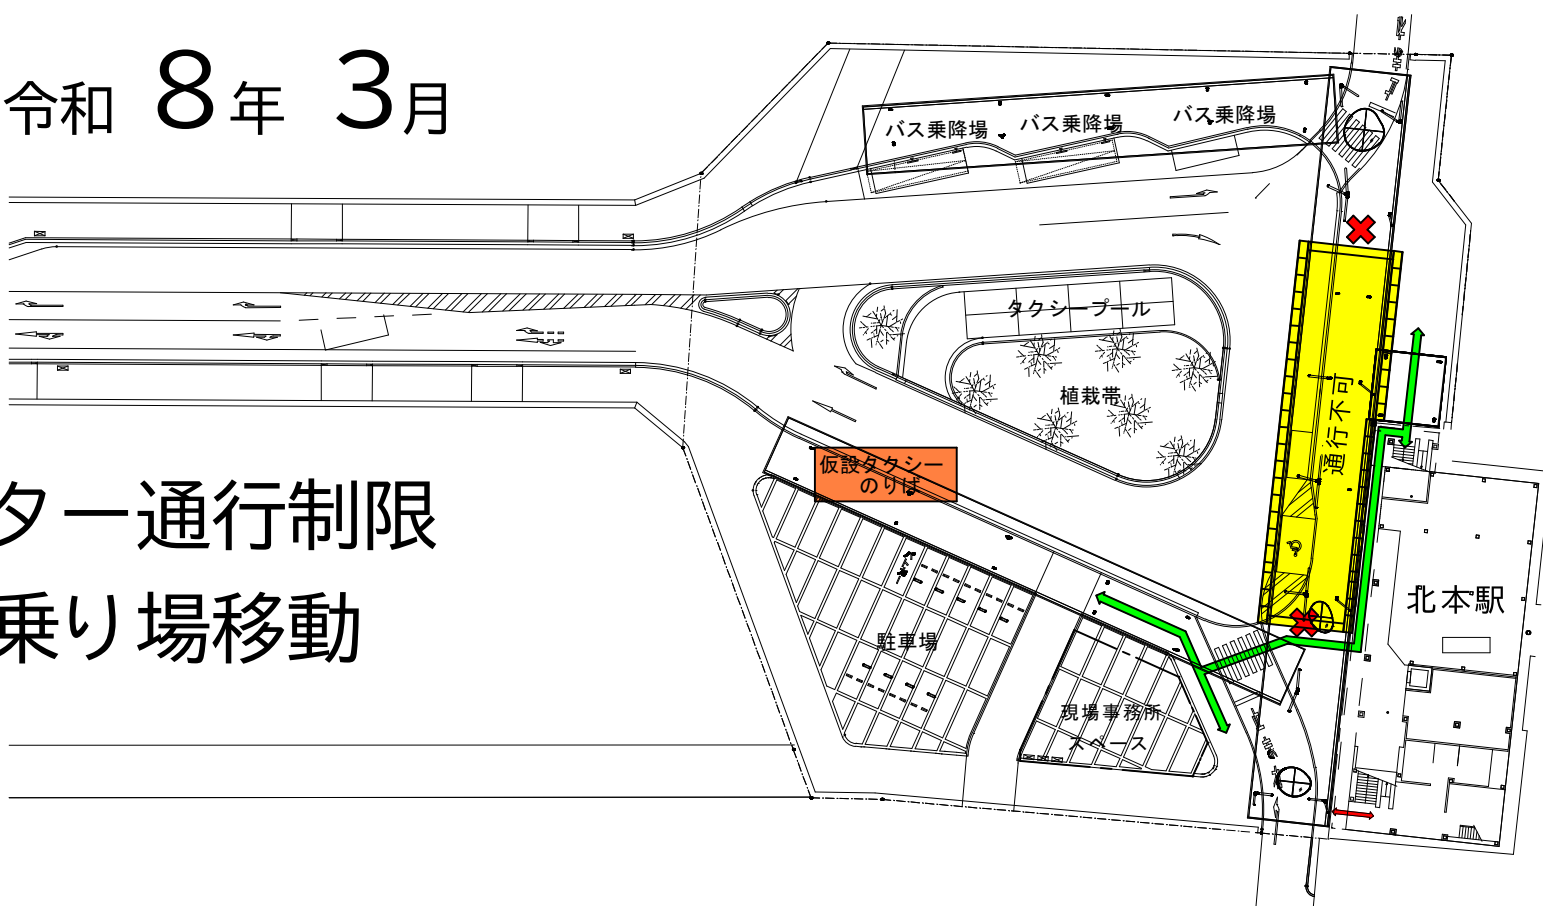 令和 8年 3月
バス乗降場
バス乗降場
バス乗降場
タクシープール
植栽帯
通行不可
仮設タクシー
のりば
ター通行制限
乗り場移動
駐車場
北本駅
現場事務所
スペース